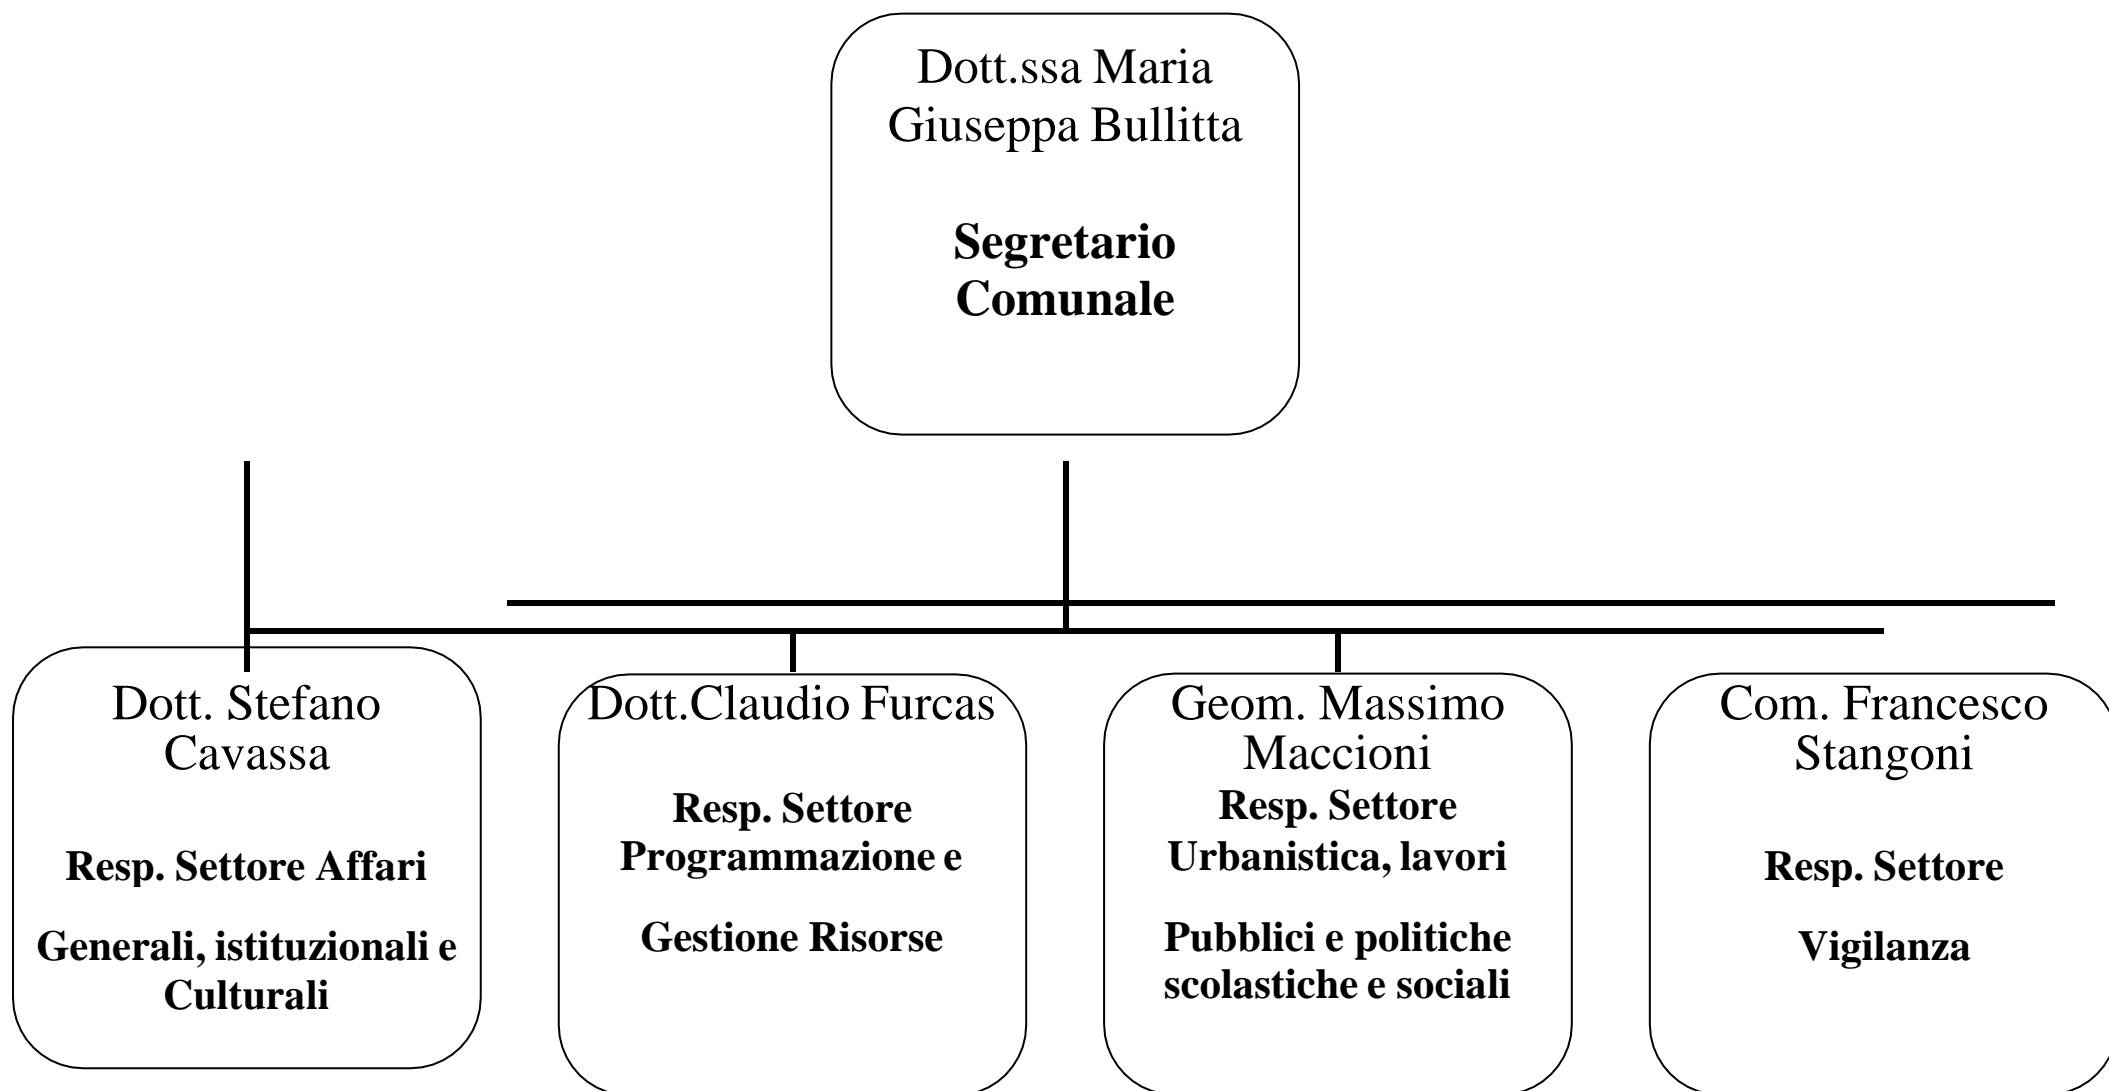 Dott.ssa Maria
Giuseppa Bullitta
Segretario
Comunale
Dott. Stefano
Cavassa
Resp. Settore Affari
Generali, istituzionali e
Culturali
Dott.Claudio Furcas
Resp. Settore
Programmazione e
Gestione Risorse
Geom. Massimo
Maccioni
Resp. Settore
Urbanistica, lavori
Pubblici e politiche
scolastiche e sociali
Com. Francesco
Stangoni
Resp. Settore
Vigilanza